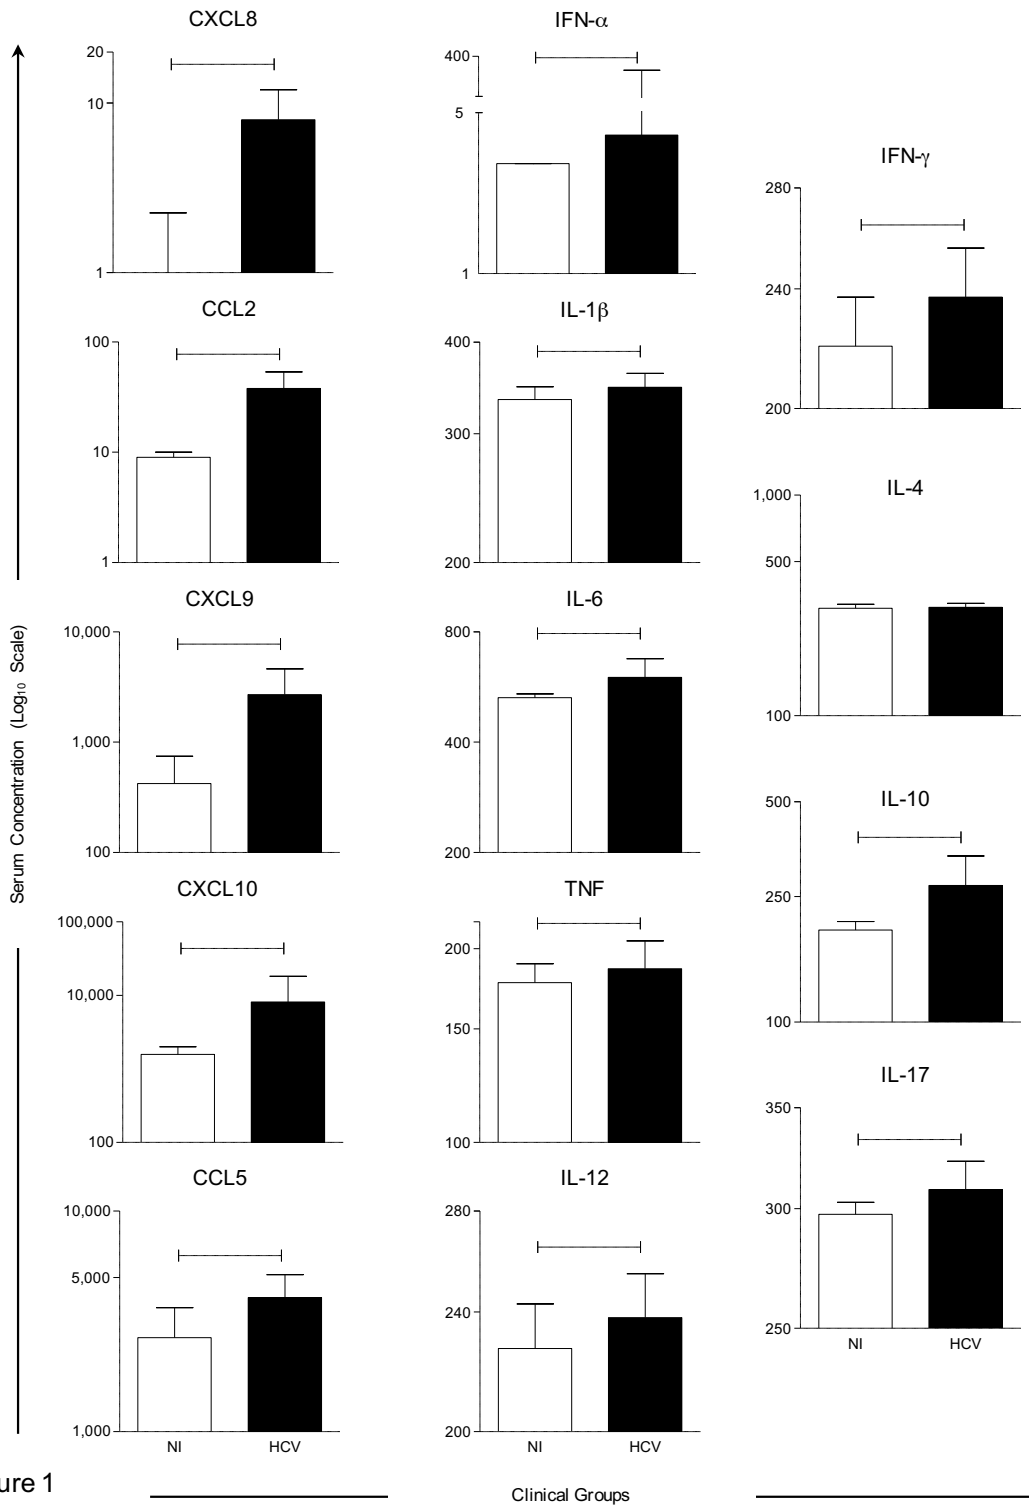 CXCL8
20
10
1
CCL2
100
10
1
CXCL9
10,000
1,000
100
CXCL10
100,000
10,000
100
CCL5
10,000
5,000
1,000
NI HCV
IFN-α
400
5
1
IL-1β
400
300
200
IL-6
800
400
200
TNF
200
150
100
IL-12
280
240
200
NI HCV
IFN-γ
280
240
200
IL-4
1,000
500
100
IL-10
500
250
100
IL-17
350
300
250
NI HCV
Serum Concentration (Log₁₀ Scale)
Clinical Groups
ure 1